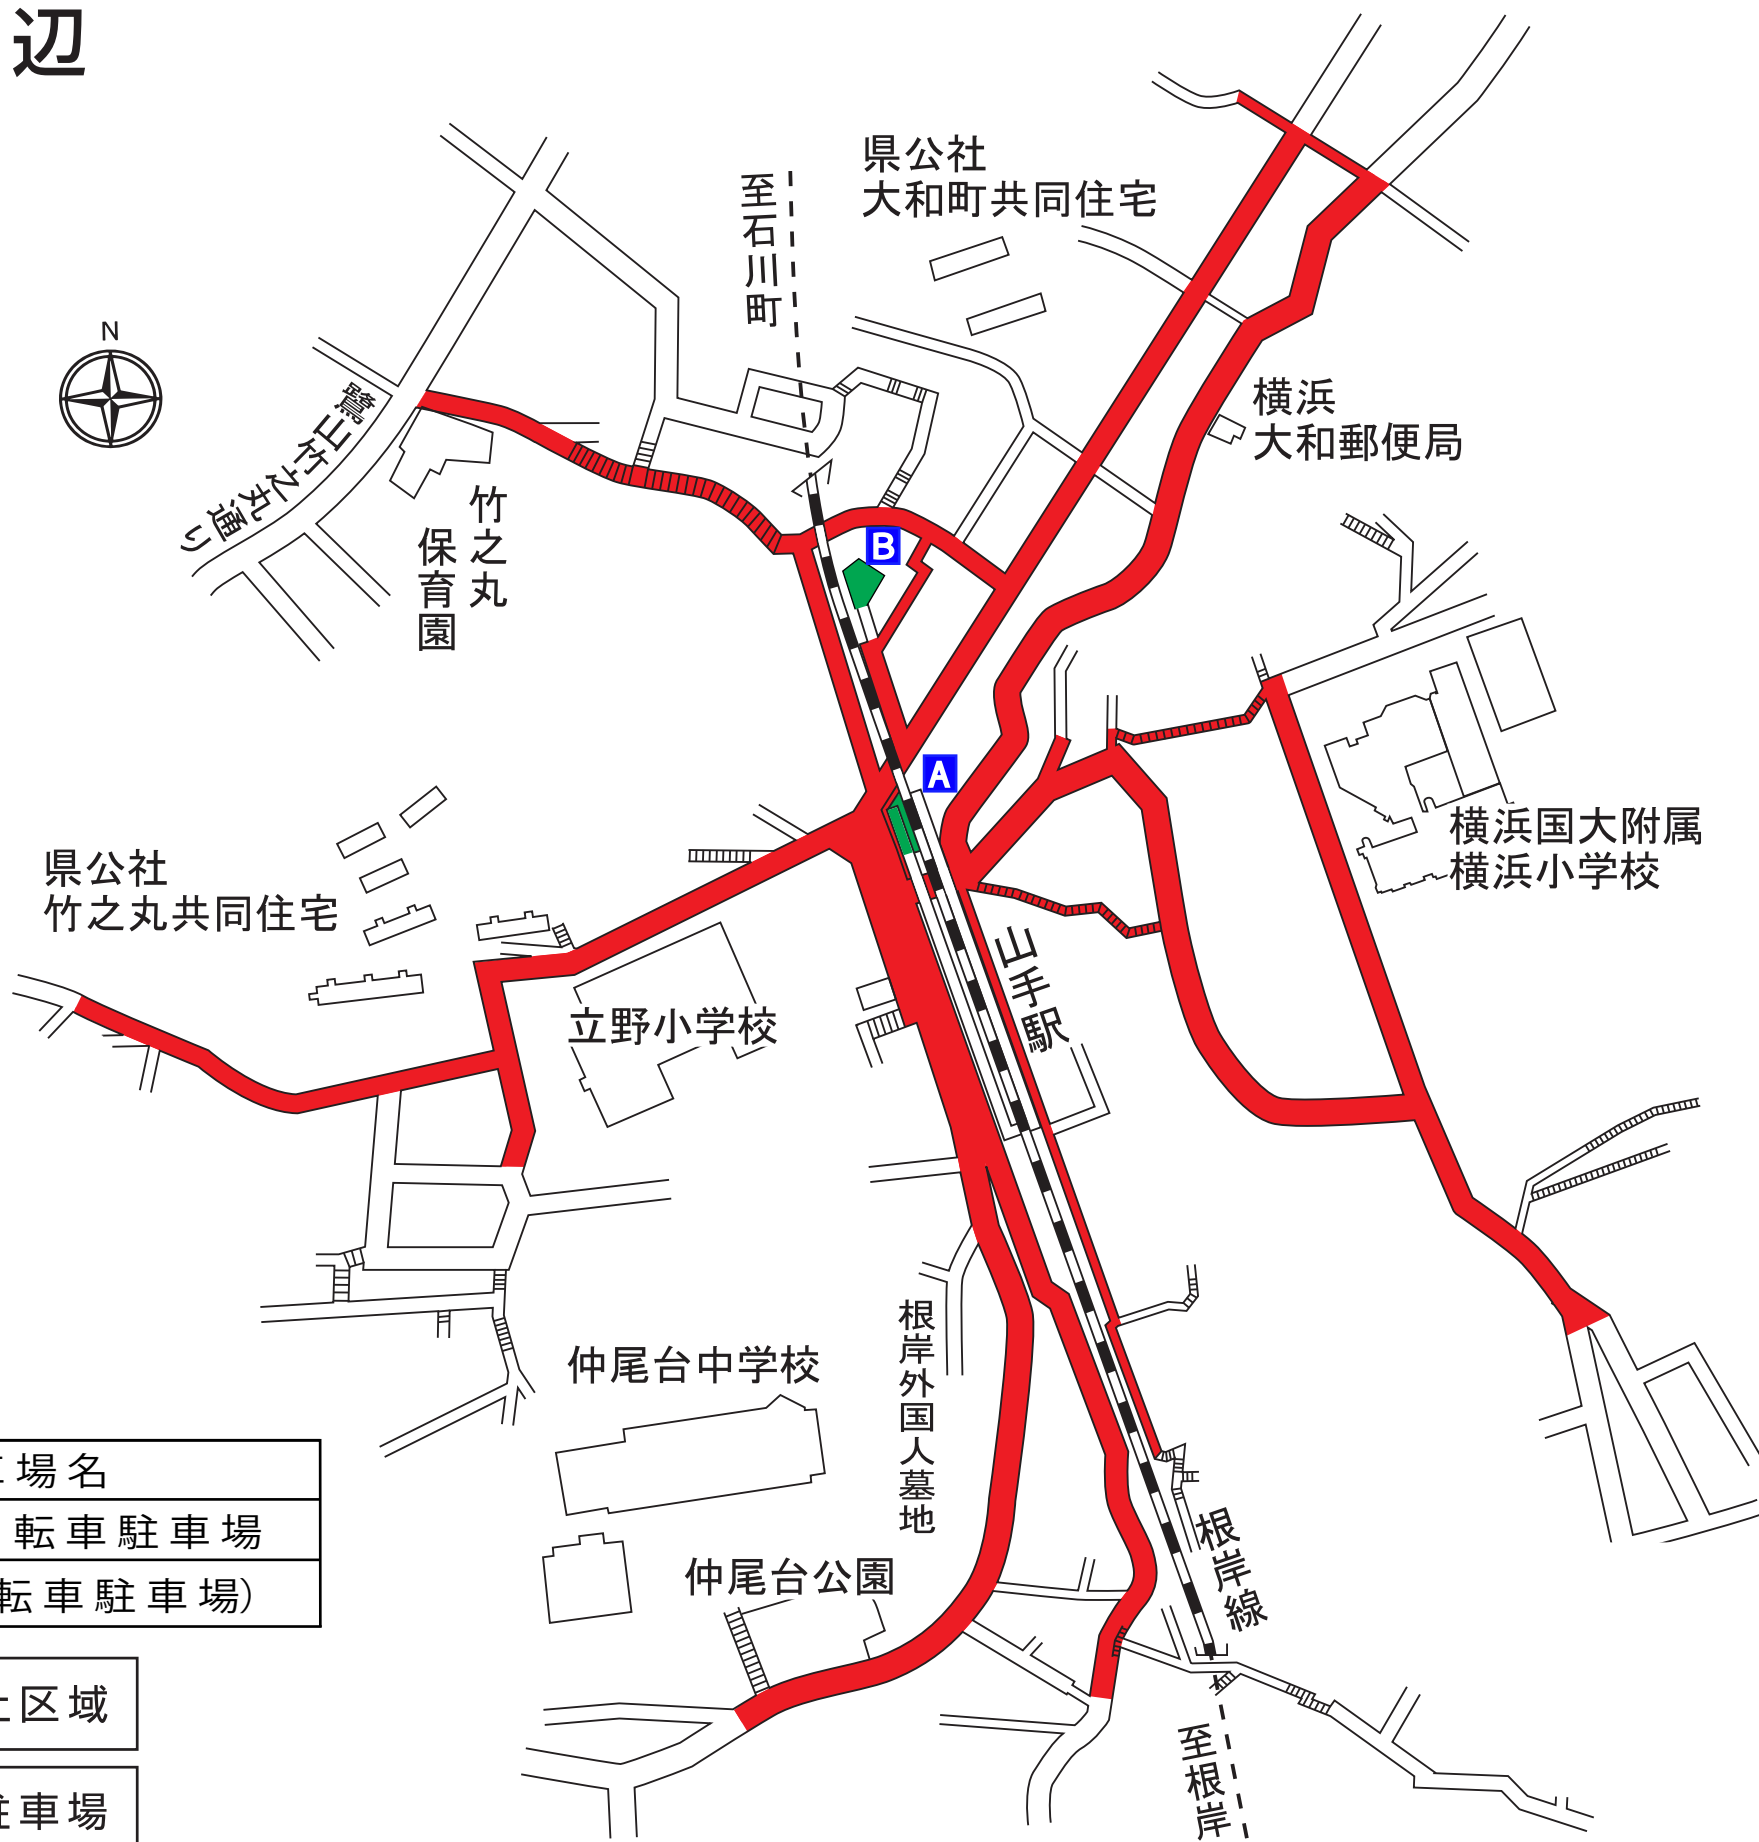 辺
県公社
大和町共同住宅
至石川町
N
鷺山竹之丸通り
横浜
大和郵便局
竹之丸
保育園
B
A
横浜国大附属
横浜小学校
県公社
竹之丸共同住宅
山手駅
立野小学校
根岸外国人墓地
仲尾台中学校
場名
転車駐車場
転車駐車場）
根岸線
仲尾台公園
区域
至根岸
車場